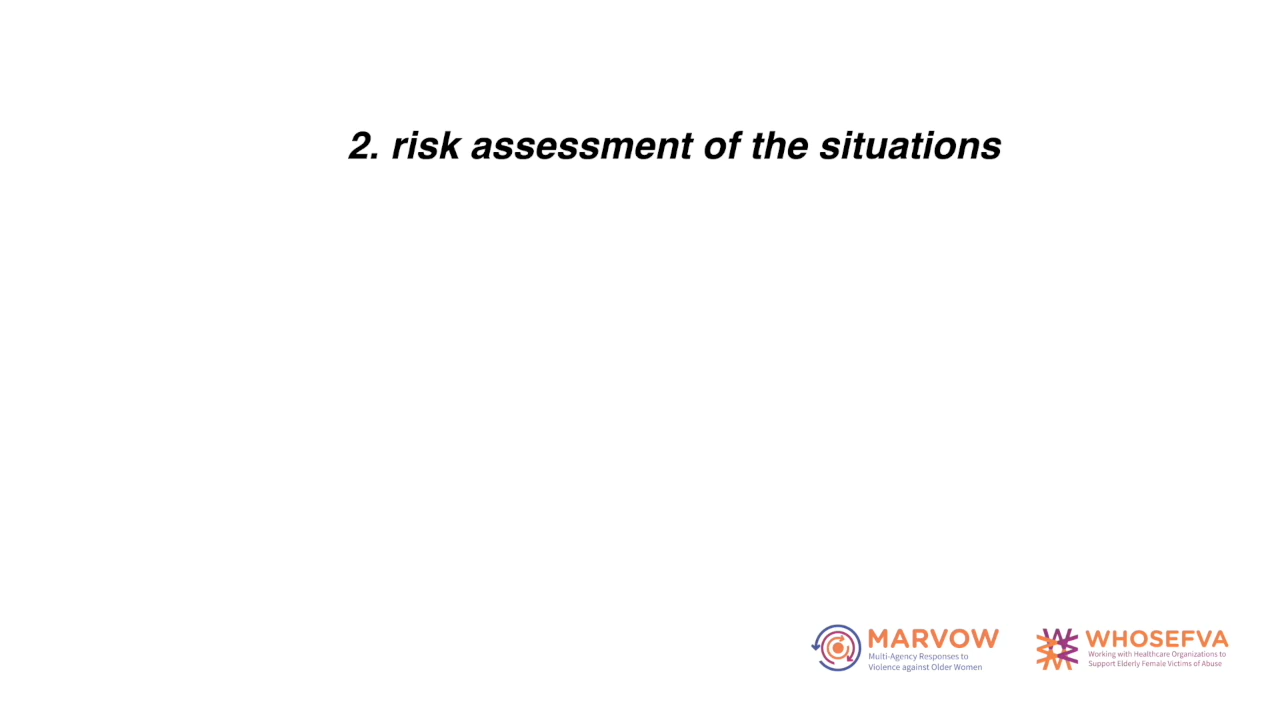 2. risk assessment of the situations
MARVOW
Multi-Agency Responses to
Violence against Older Women
WHOSEFVA
Working with Healthcare Organizations to
Support Elderly Female Victims of Abuse